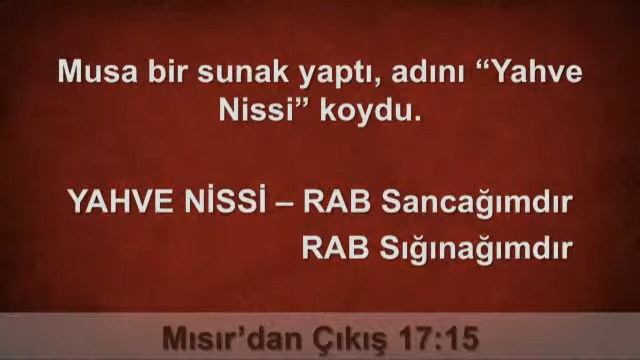 Musa bir sunak yaptı, adını “Yahve
Nissi” koydu.
YAHVE NİSSİ – RAB Sancağımdır
RAB Sığınağımdır
Mısır’dan Çıkış 17:15